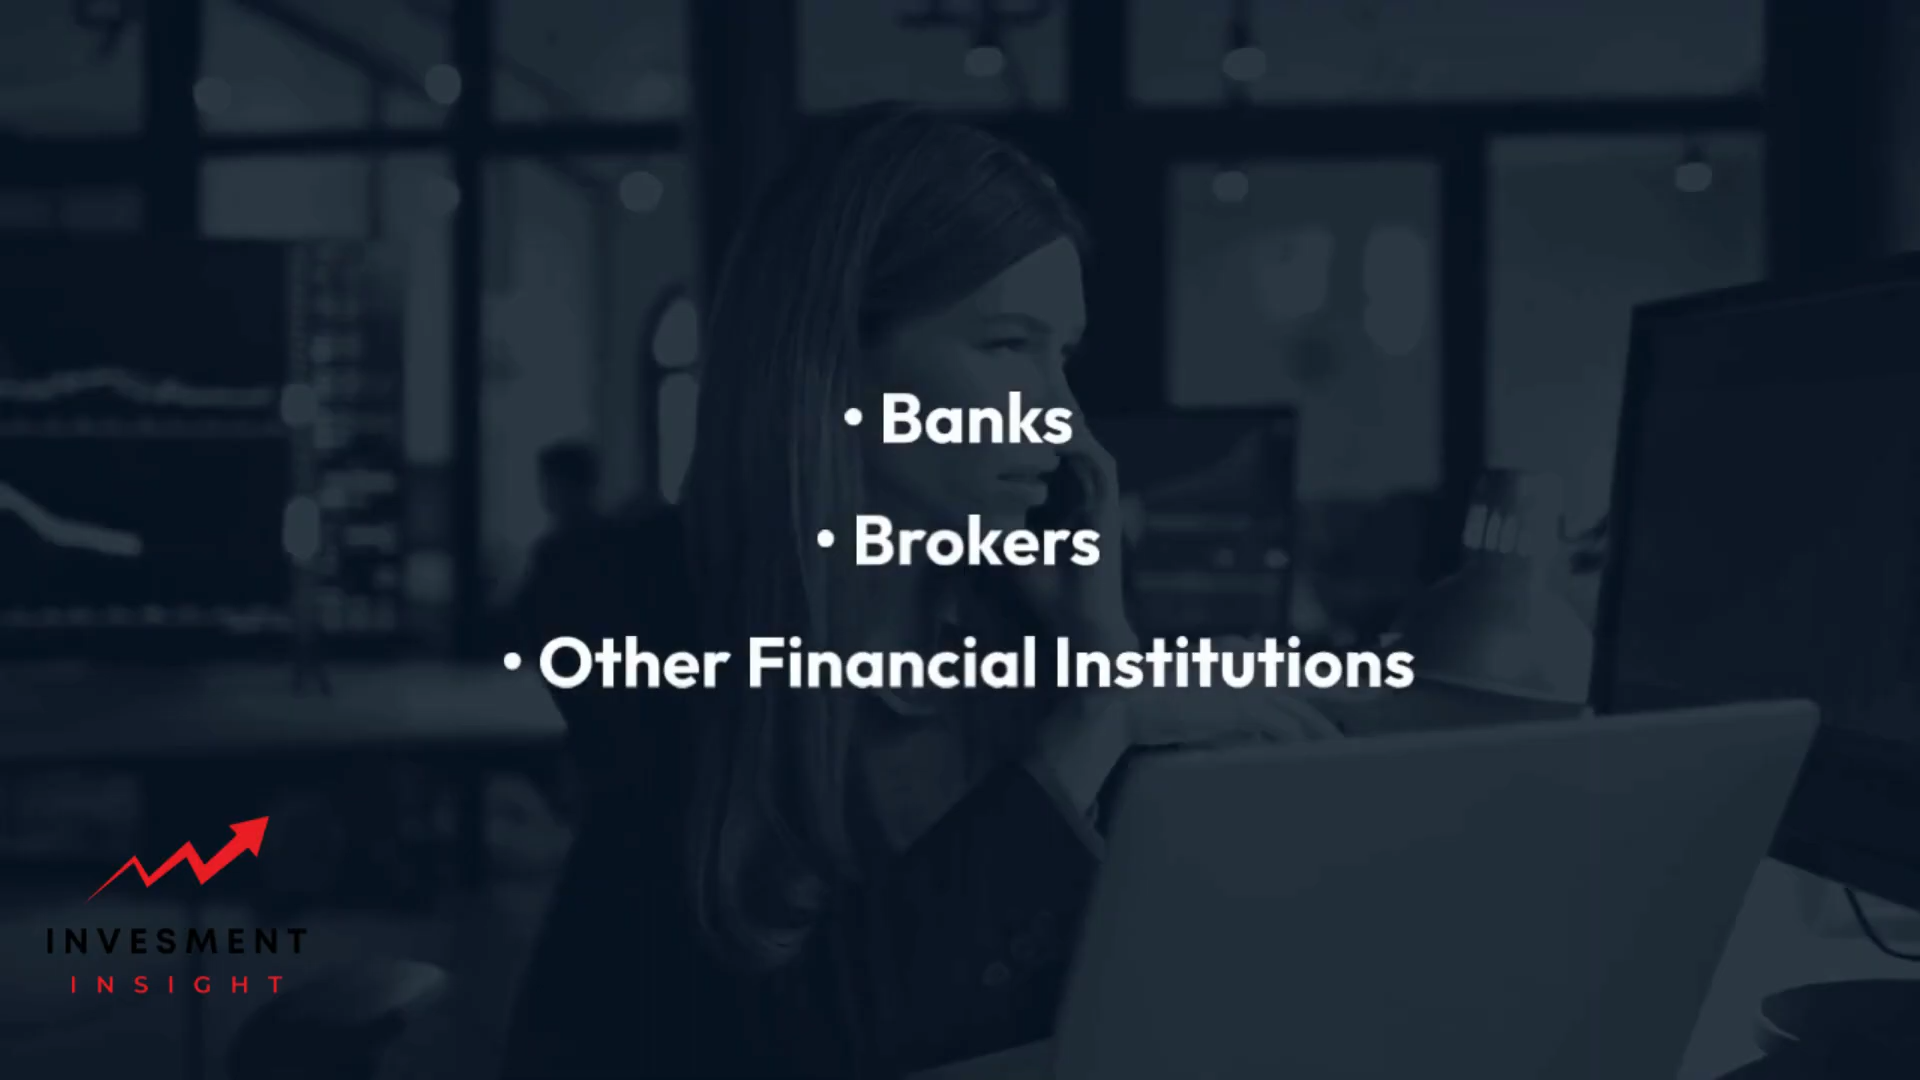 • Banks
• Brokers
• Other Financial Institutions
INVESMENT
INSIGHT